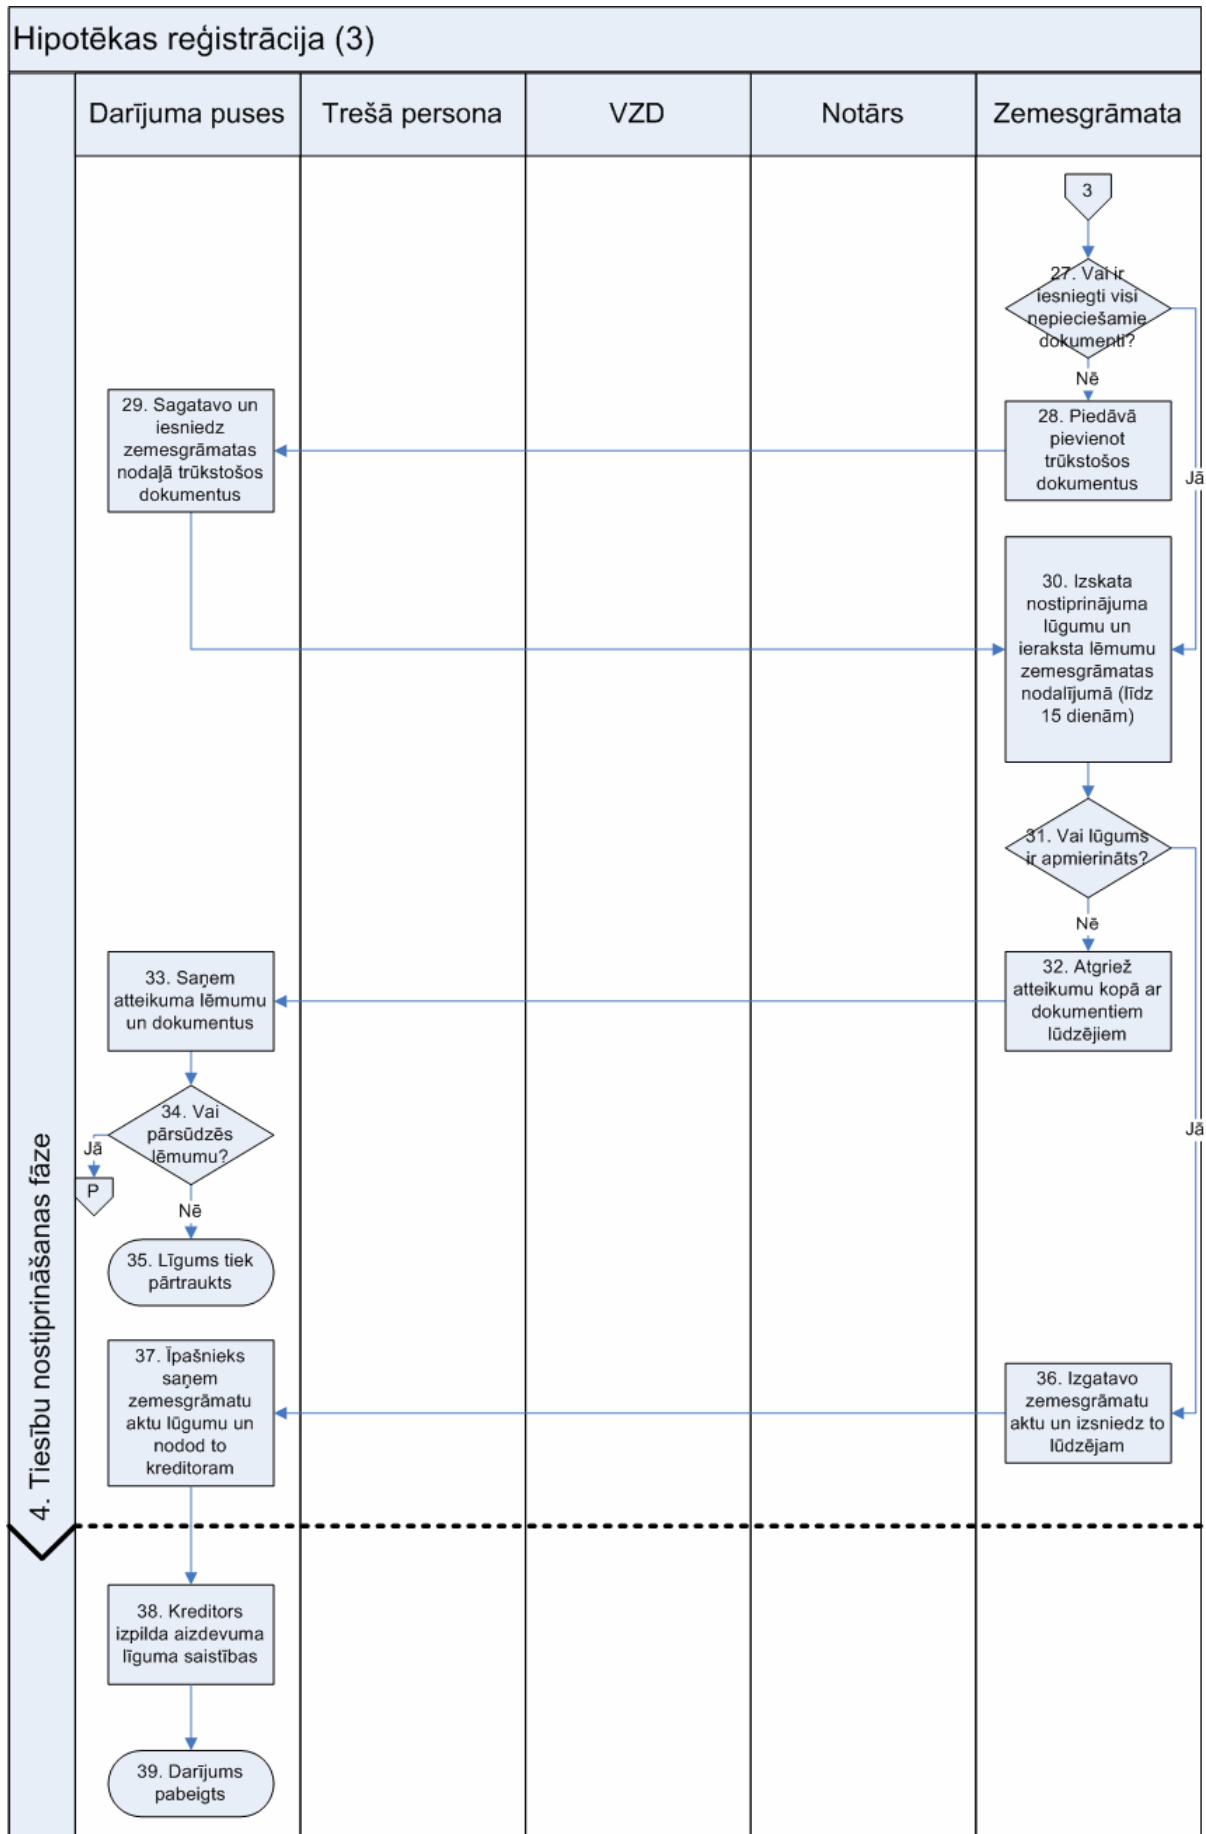 Hipotēkas reģistrācija (3)
Darījuma puses
Trešā persona
VZD
Notārs
Zemesgrāmata
4. Tiesību nostiprināšanas fāze
3
27. Vai ir
iesniegti visi
nepieciešamie
dokumenti?
Nē
Jā
28. Piedāvā
pievienot
trūkstošos
dokumentus
29. Sagatavo un
iesniedz
zemesgrāmatas
nodaļā trūkstošos
dokumentus
30. Izskata
nostiprinājuma
lūgumu un
ieraksta lēmumu
zemesgrāmatas
nodalījumā (līdz
15 dienām)
31. Vai lūgums
ir apmierināts?
Nē
Jā
32. Atgriež
atteikumu kopā ar
dokumentiem
lūdzējiem
33. Saņem
atteikuma lēmumu
un dokumentus
34. Vai
pārsūdzēs
lēmumu?
Jā
P
Nē
35. Līgums tiek
pārtraukts
36. Izgatavo
zemesgrāmatu
aktu un izsniedz to
lūdzējam
37. Īpašnieks
saņem
zemesgrāmatu
aktu lūgumu un
nodod to
kreditoram
38. Kreditors
izpilda aizdevuma
līguma saistības
39. Darījums
pabeigts